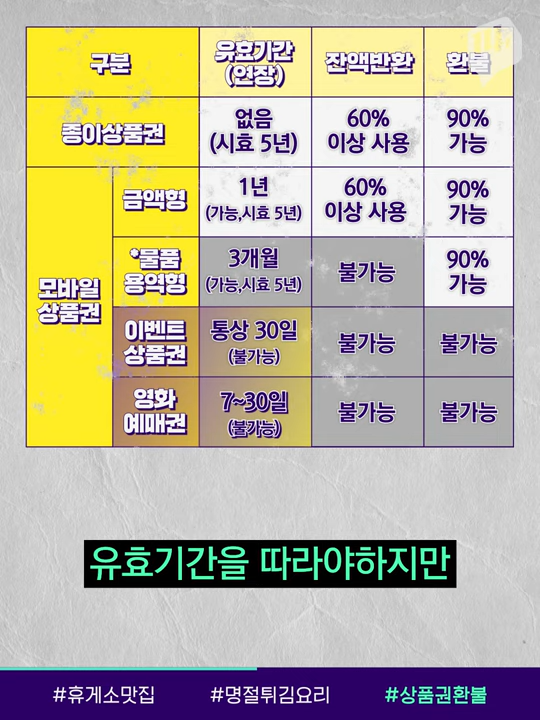 구분
유효기간
(연장)
잔액반환
환불
종이상품권
없음
(시효 5년)
60%
이상 사용
90%
가능
모바일
상품권
금액형
1년
(가능,시효 5년)
60%
이상 사용
90%
가능
*물품
용역형
3개월
(가능,시효 5년)
불가능
90%
가능
이벤트
상품권
통상 30일
(불가능)
불가능
불가능
영화
예매권
7~30일
(불가능)
불가능
불가능
유효기간을 따라야하지만
#휴게소맛집
#명절튀김요리
#상품권환불